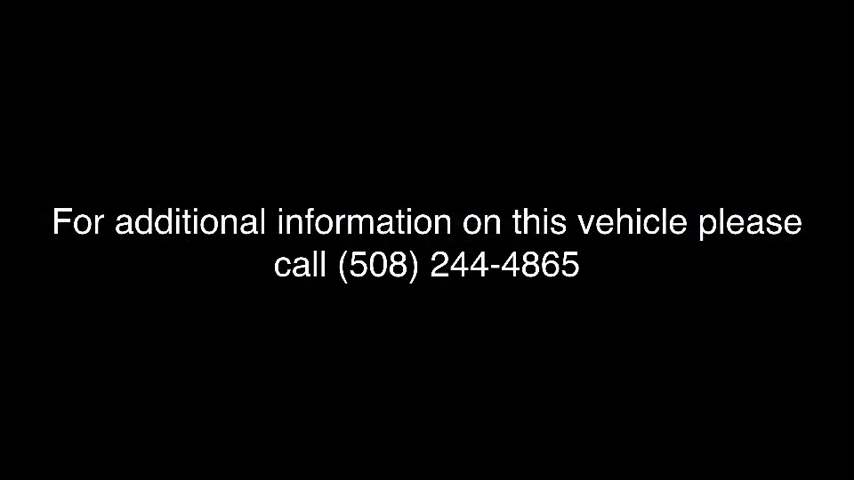 For additional information on this vehicle please
call (508) 244-4865